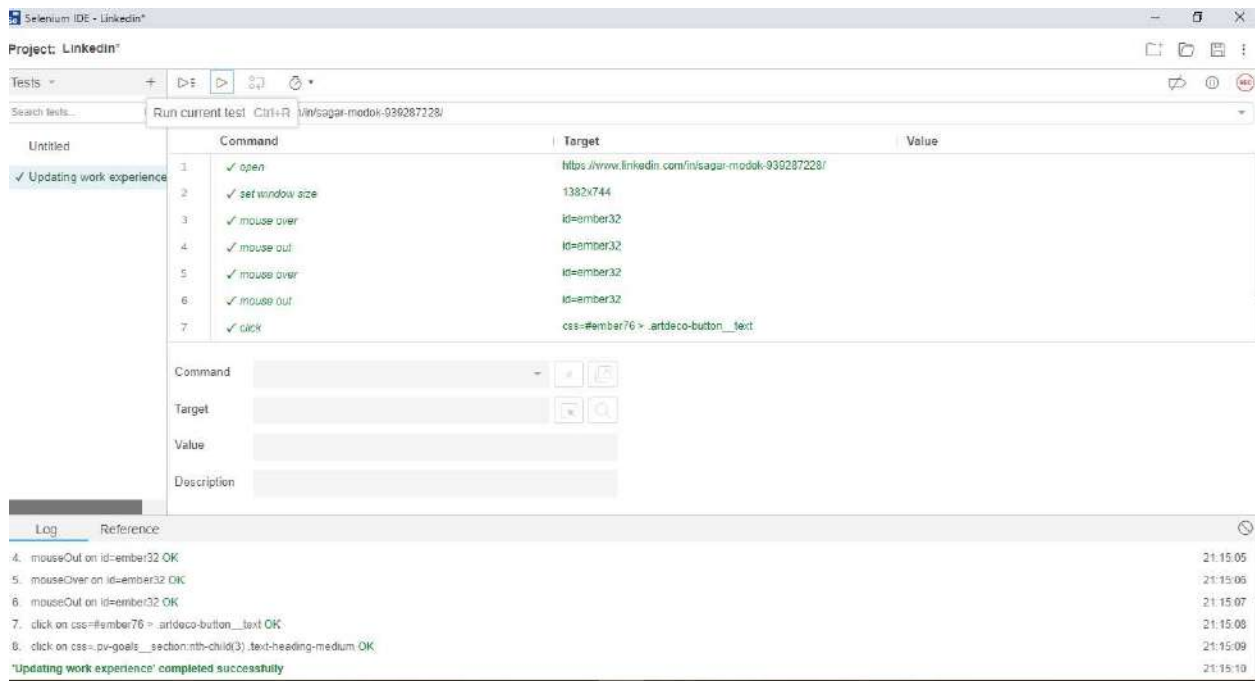 Selenium IDE - Linkedin*
Project: Linkedin*
Tests
Search tests...
Run current test Ctrl+R
/in/sagar-modok-939287228/
Untitled
✓ Updating work experience
Command Target Value
1 ✓ open https://www.linkedin.com/in/sagar-modok-939287228/
2 ✓ set window size 1382x744
3 ✓ mouse over id=ember32
4 ✓ mouse out id=ember32
5 ✓ mouse over id=ember32
6 ✓ mouse out id=ember32
7 ✓ click css=#ember76 > .artdeco-button__text
Command
Target
Value
Description
Log Reference
4. mouseOut on id=ember32 OK 21:15:05
5. mouseOver on id=ember32 OK 21:15:06
6. mouseOut on id=ember32 OK 21:15:07
7. click on css=#ember76 > .artdeco-button__text OK 21:15:08
8. click on css=.pv-goals__section:nth-child(3) .text-heading-medium OK 21:15:09
'Updating work experience' completed successfully 21:15:10
REC